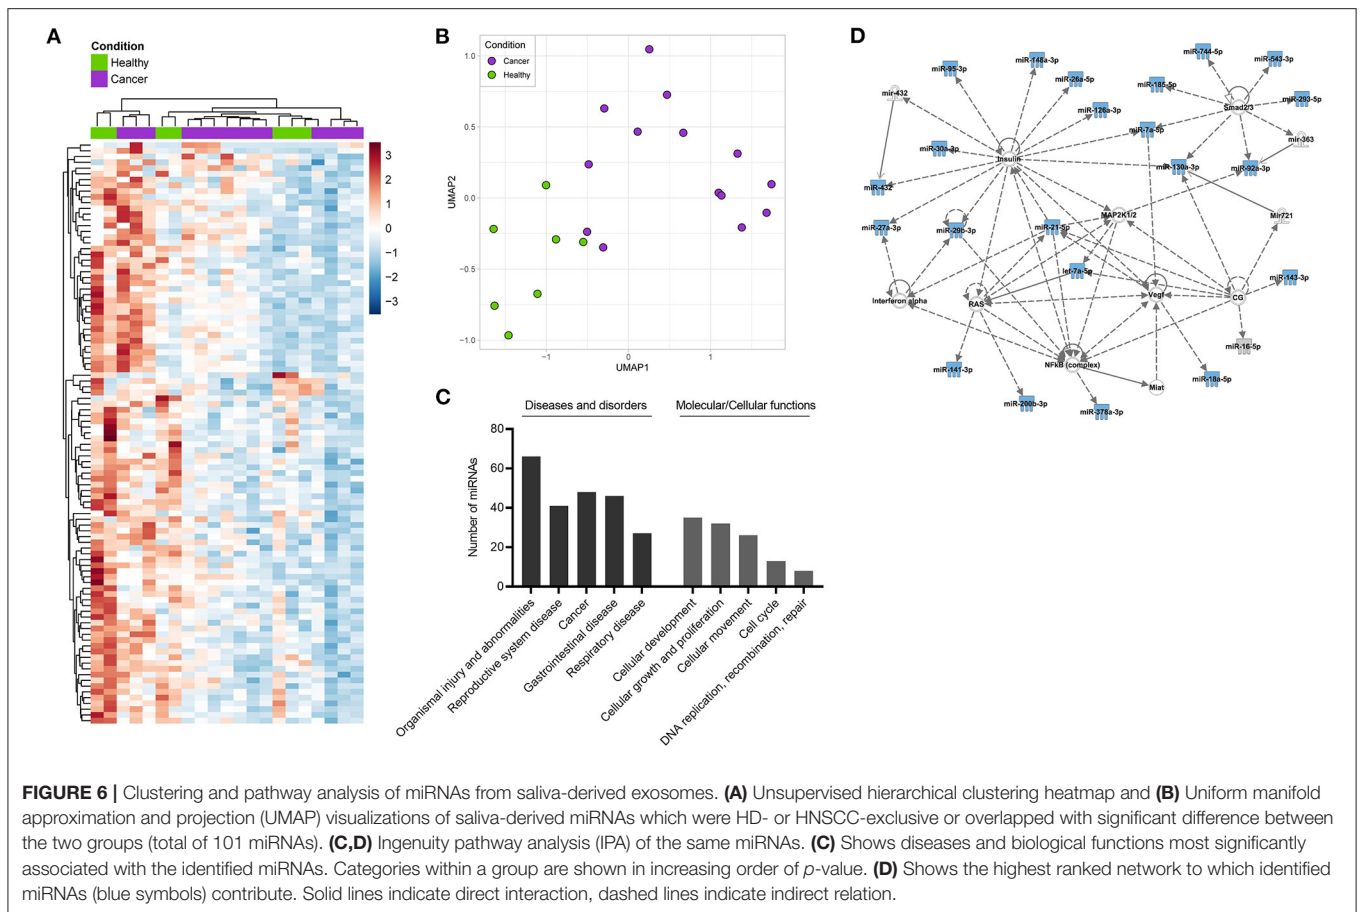 A
Condition
Healthy
Cancer
3
2
1
0
−1
−2
−3
B
Condition
Cancer
Healthy
1.0
0.5
0.0
−0.5
−1.0
UMAP2
−1
0
1
UMAP1
C
Diseases and disorders
Molecular/Cellular functions
80
60
40
20
0
Number of miRNAs
Organismal injury and abnormalities
Reproductive system disease
Cancer
Gastrointestinal disease
Respiratory disease
Cellular development
Cellular growth and proliferation
Cellular movement
Cell cycle
DNA replication, recombination, repair
D
miR-744-5p
miR-543-3p
miR-148a-3p
miR-95-3p
miR-26a-5p
miR-185-5p
mir-432
miR-293-5p
Smad2/3
miR-126a-3p
miR-7a-5p
mir-363
miR-30a-3p
Insulin
miR-130a-3p
miR-92a-3p
miR-432
MAP2K1/2
Mir721
miR-27a-3p
miR-29b-3p
miR-21-5p
let-7a-5p
miR-143-3p
Interferon alpha
RAS
Vegf
CG
miR-16-5p
NFkB (complex)
miR-141-3p
miR-18a-5p
Miat
miR-200b-3p
miR-378a-3p
FIGURE 6 | Clustering and pathway analysis of miRNAs from saliva-derived exosomes. (A) Unsupervised hierarchical clustering heatmap and (B) Uniform manifold
approximation and projection (UMAP) visualizations of saliva-derived miRNAs which were HD- or HNSCC-exclusive or overlapped with significant difference between
the two groups (total of 101 miRNAs). (C,D) Ingenuity pathway analysis (IPA) of the same miRNAs. (C) Shows diseases and biological functions most significantly
associated with the identified miRNAs. Categories within a group are shown in increasing order of p-value. (D) Shows the highest ranked network to which identified
miRNAs (blue symbols) contribute. Solid lines indicate direct interaction, dashed lines indicate indirect relation.